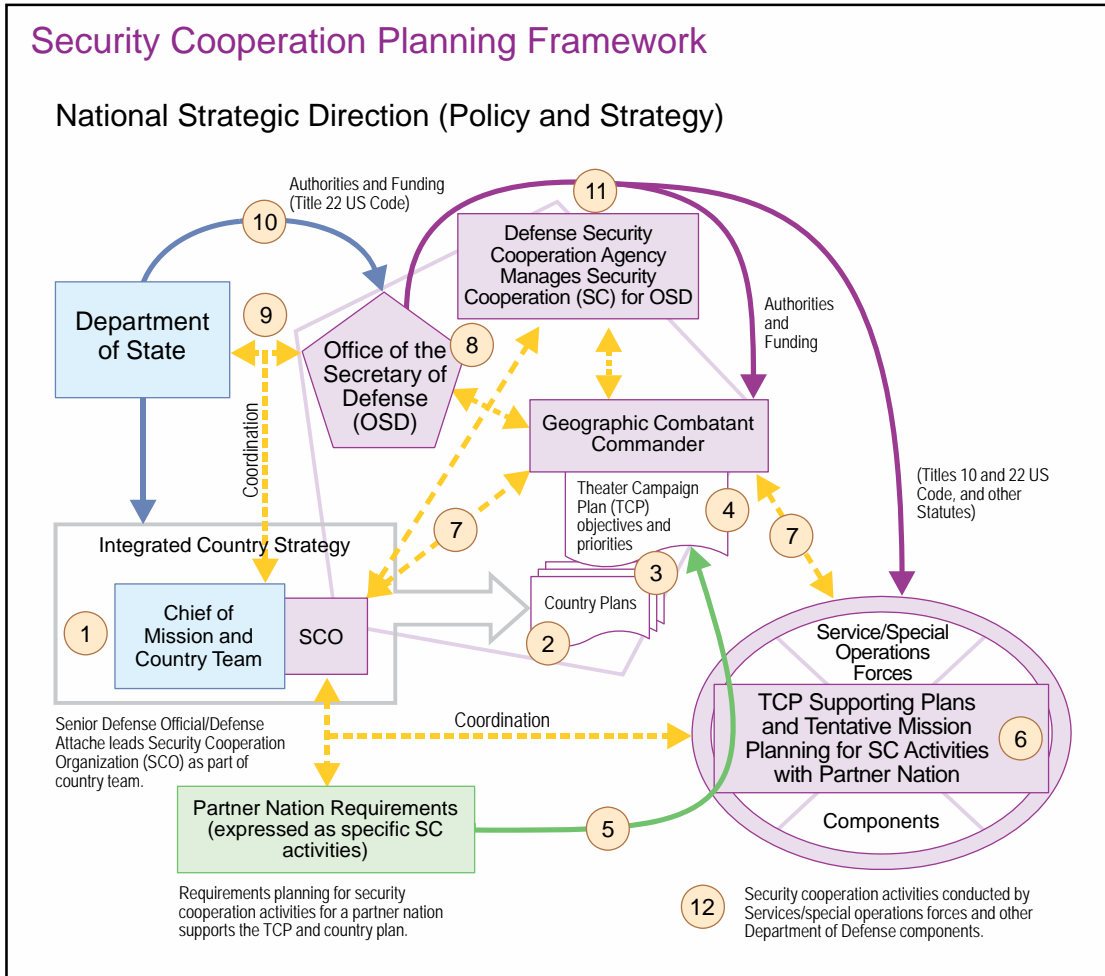 Security Cooperation Planning Framework
National Strategic Direction (Policy and Strategy)
Authorities and Funding
(Title 22 US Code)
10
11
Defense Security
Cooperation Agency
Manages Security
Cooperation (SC) for OSD
Department
of State
9
Office of the
Secretary of
Defense
(OSD)
8
Authorities
and
Funding
Coordination
Geographic Combatant
Commander
Theater Campaign
Plan (TCP)
objectives and
priorities
4
(Titles 10 and 22 US
Code, and other
Statutes)
7
7
Integrated Country Strategy
1
Chief of
Mission and
Country Team
SCO
3
Country Plans
2
Service/Special
Operations
Forces
TCP Supporting Plans
and Tentative Mission
Planning for SC Activities
with Partner Nation
6
Components
Senior Defense Official/Defense
Attache leads Security Cooperation
Organization (SCO) as part of
country team.
Coordination
Partner Nation Requirements
(expressed as specific SC
activities)
5
Requirements planning for security
cooperation activities for a partner nation
supports the TCP and country plan.
12
Security cooperation activities conducted by
Services/special operations forces and other
Department of Defense components.